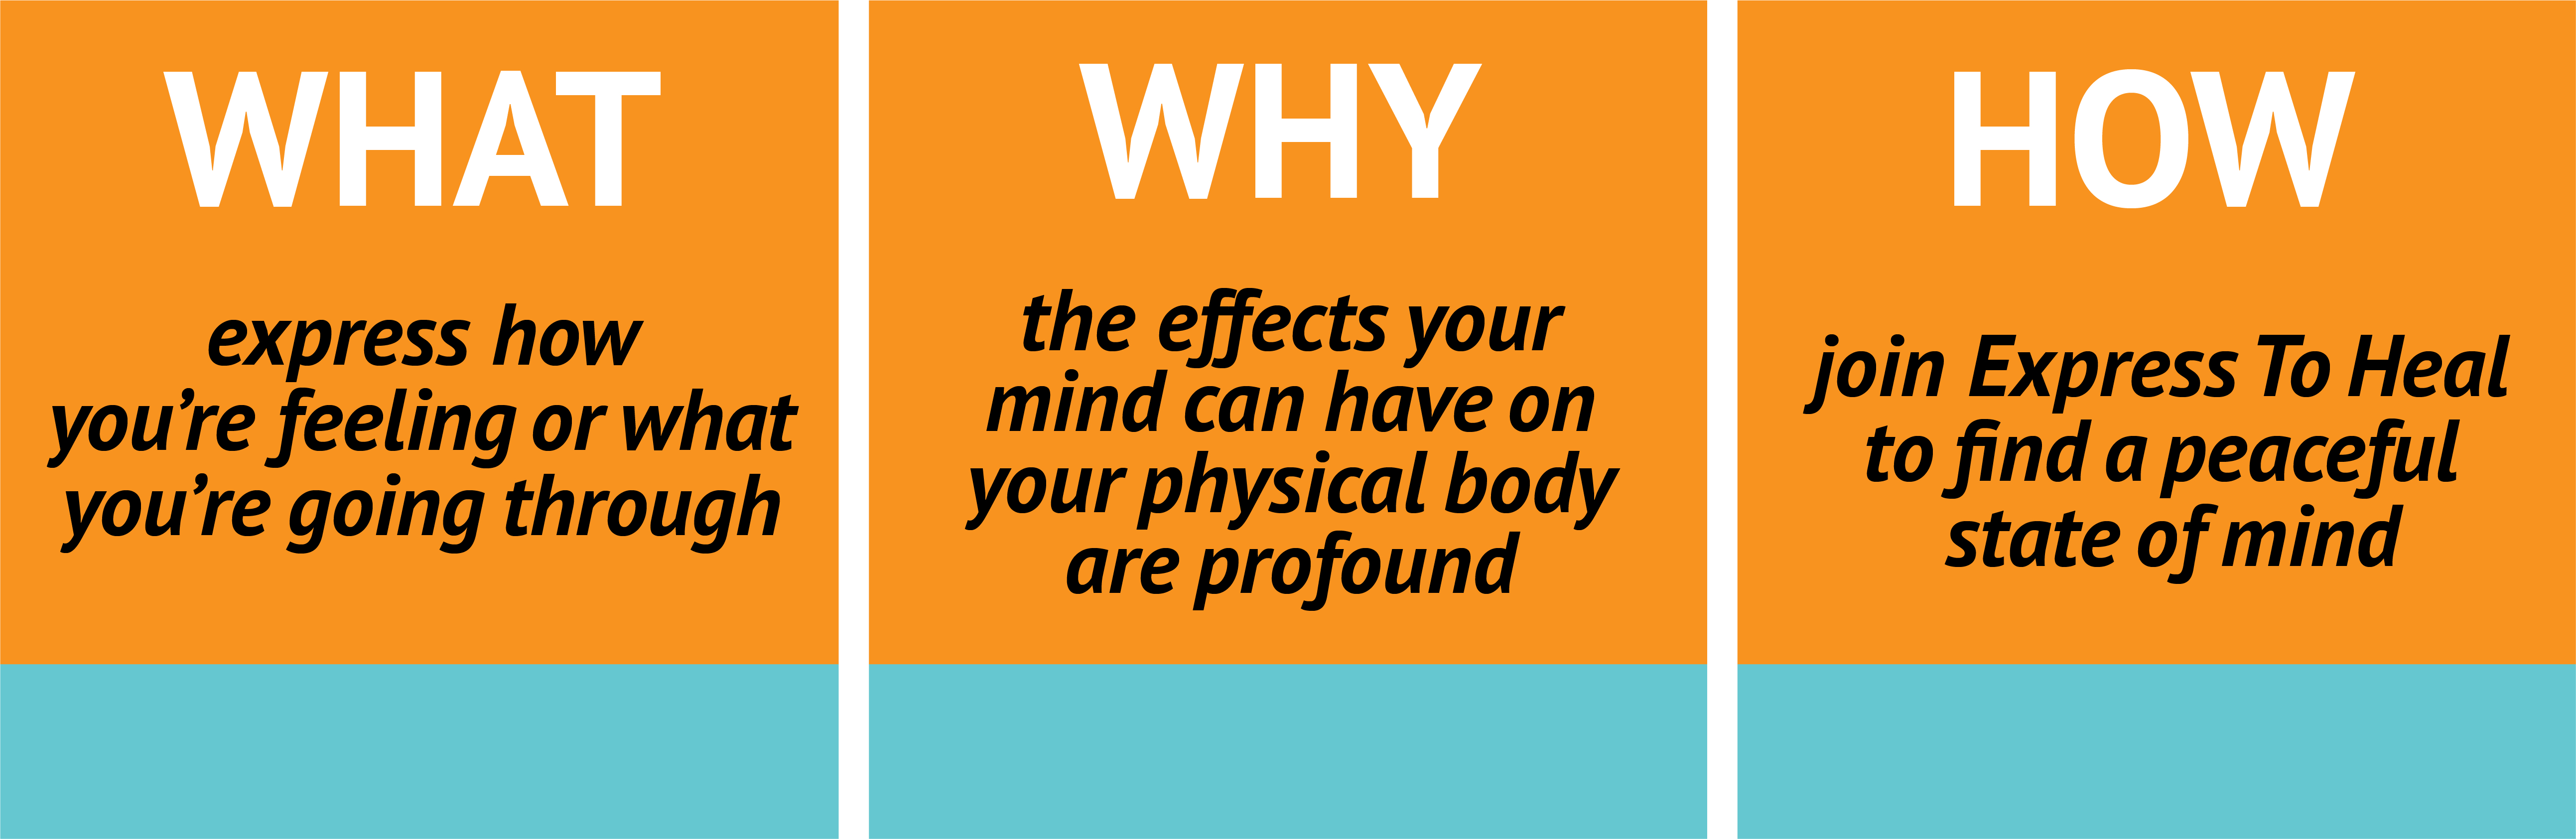 WHAT
express how
you’re feeling or what
you’re going through
WHY
the effects your
mind can have on
your physical body
are profound
HOW
join Express To Heal
to find a peaceful
state of mind